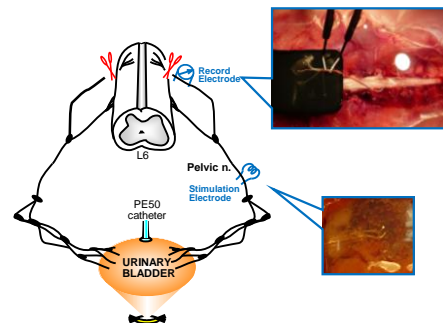 Record
Electrode
L6
Pelvic n.
Stimulation
Electrode
PE50
catheter
URINARY
BLADDER